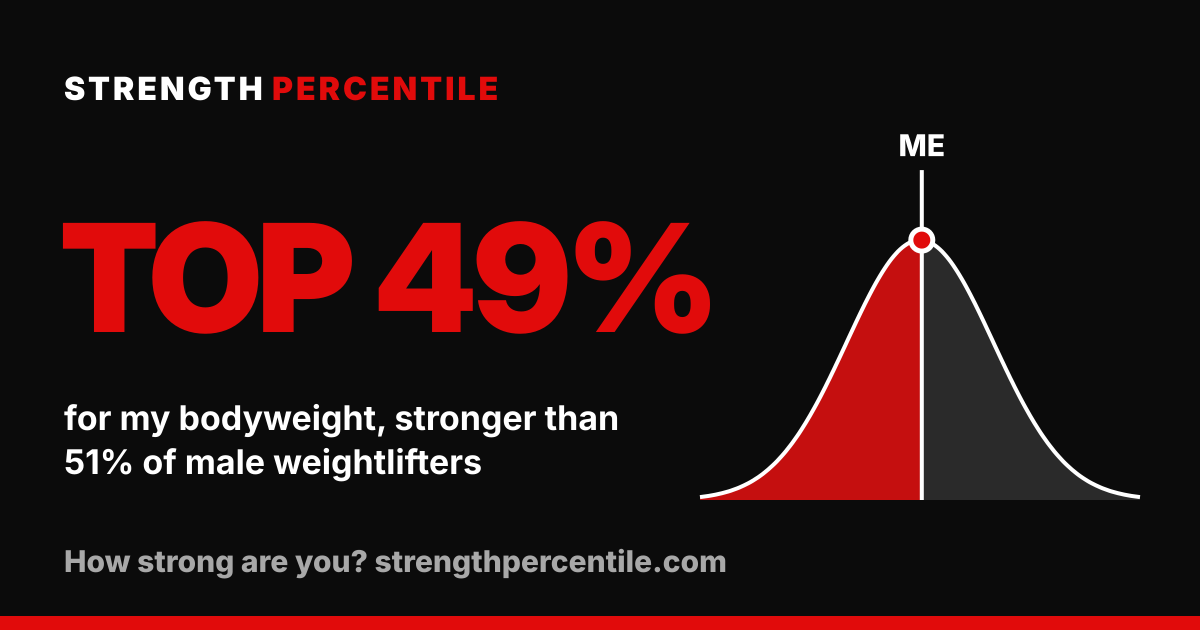 STRENGTH PERCENTILE
ME
TOP 49%
for my bodyweight, stronger than
51% of male weightlifters
How strong are you? strengthpercentile.com